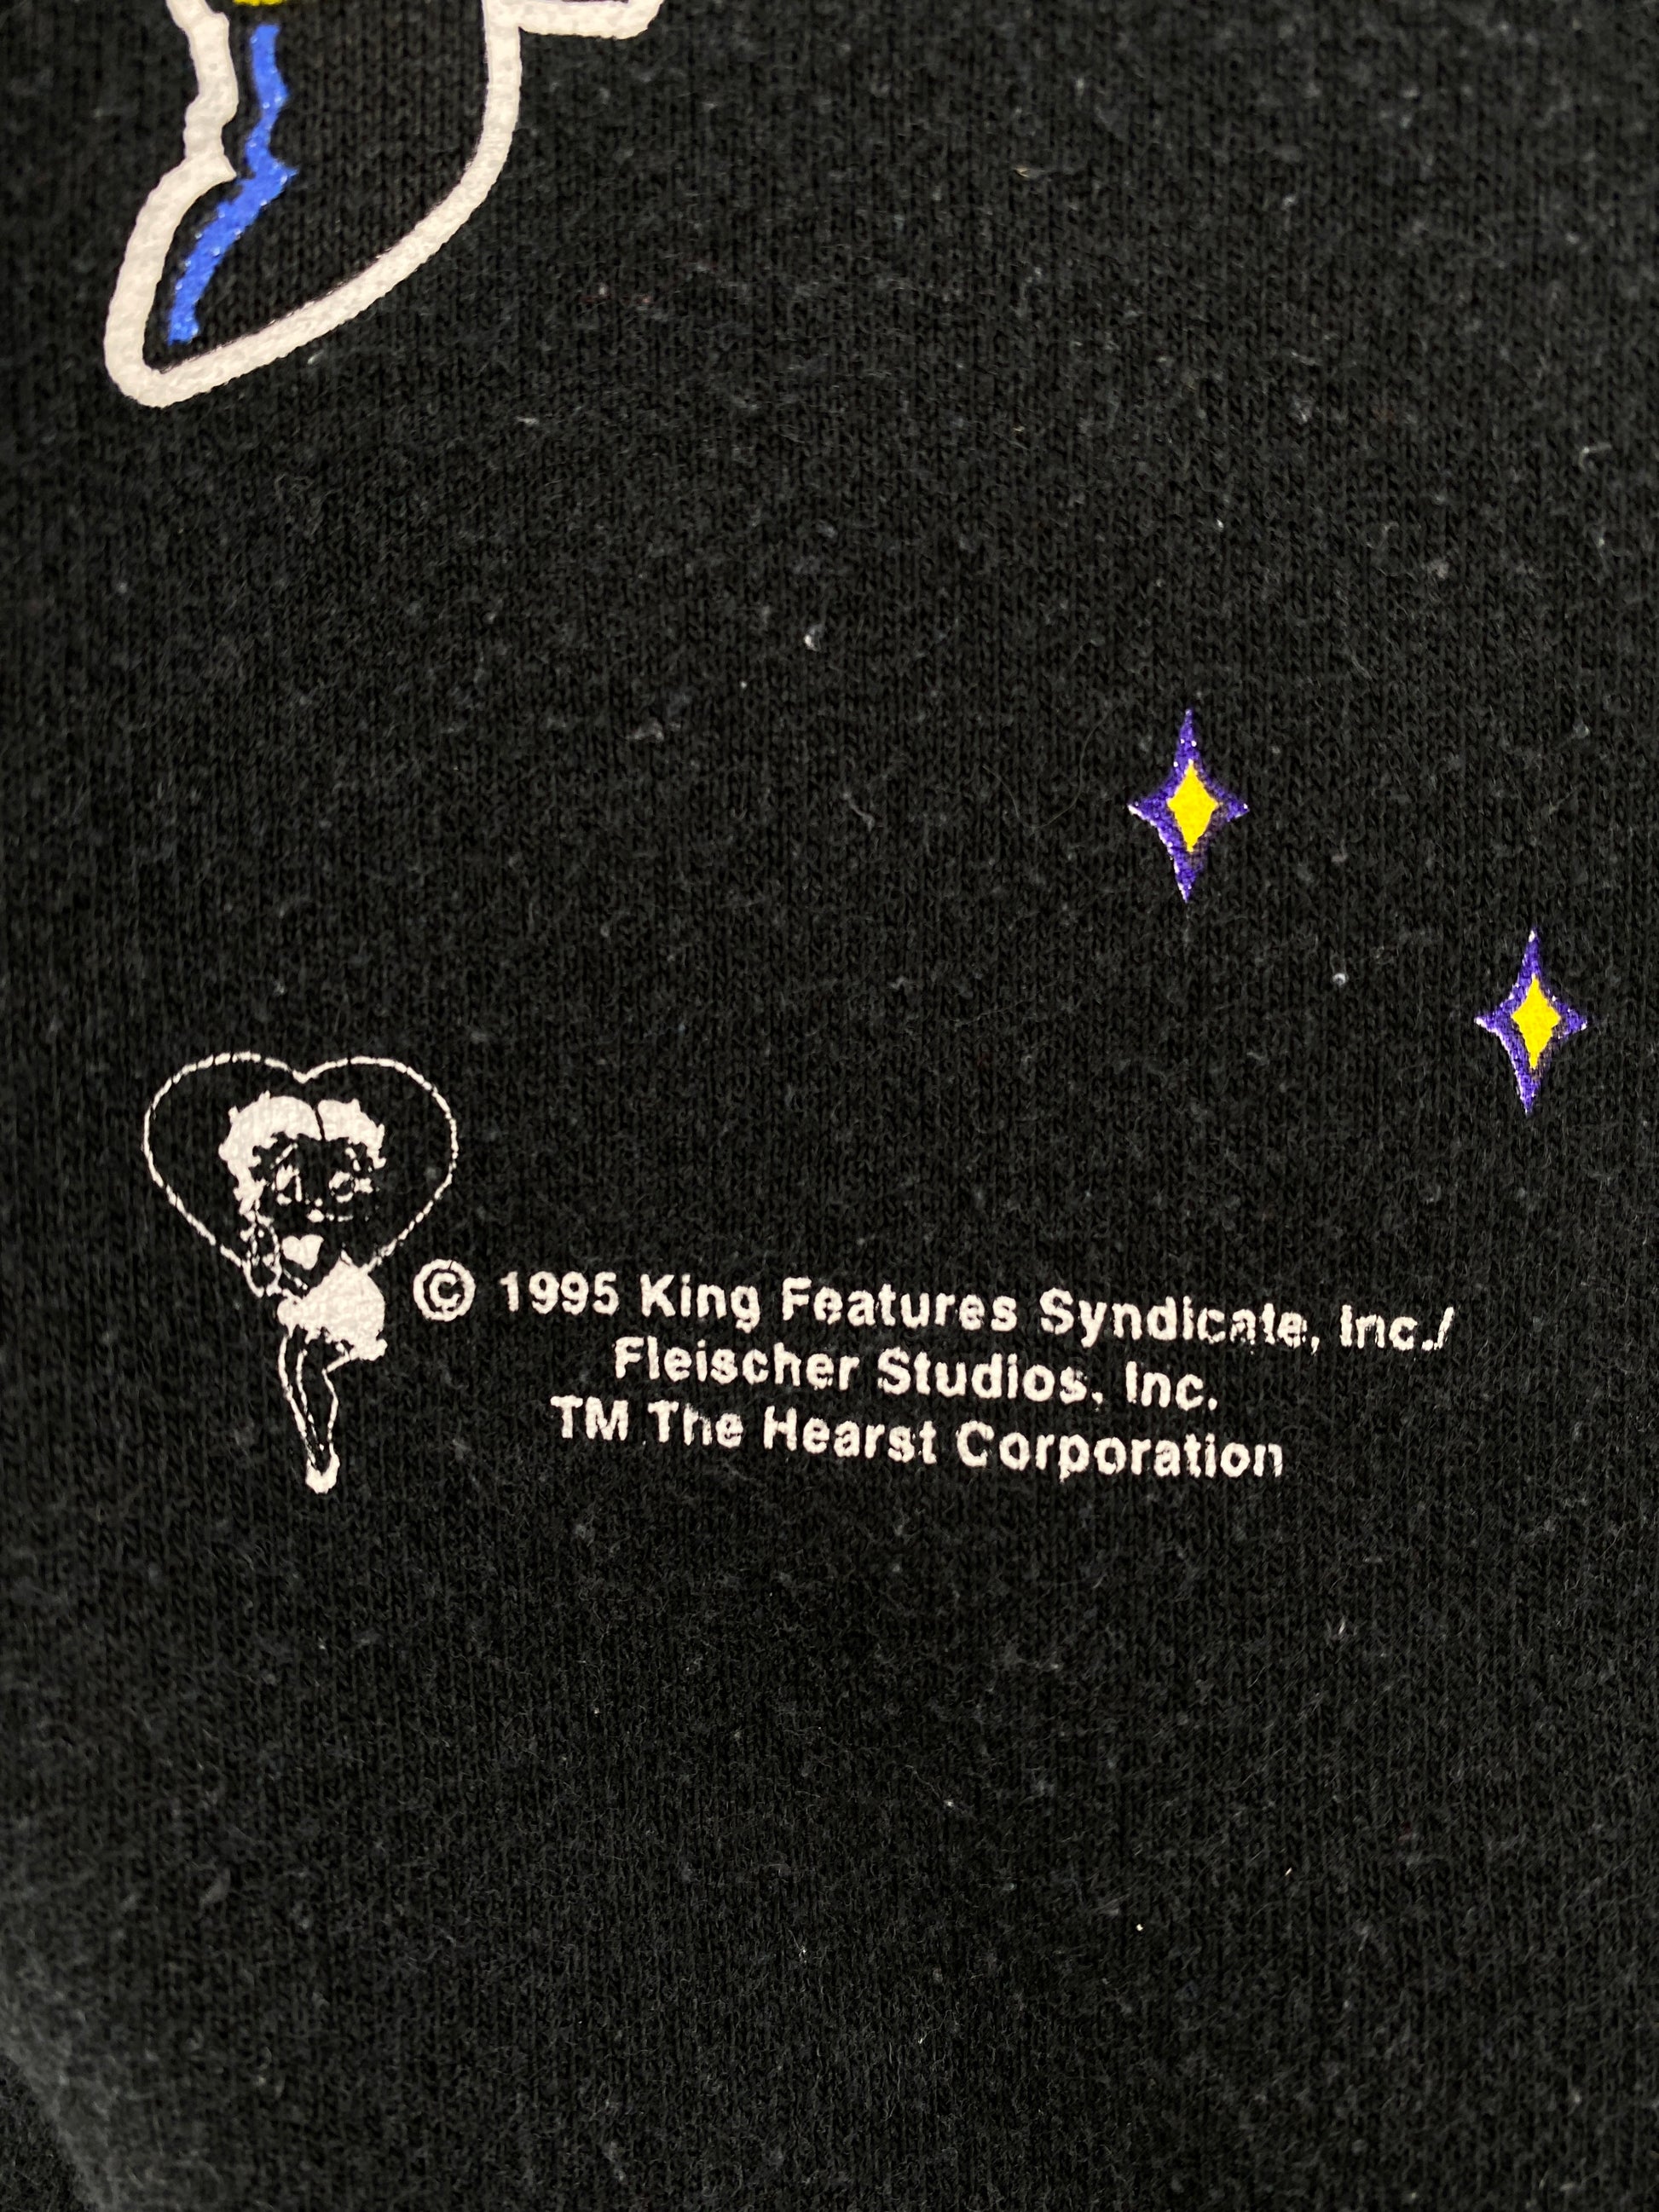 © 1995 King Features Syndicate, Inc./
Fleischer Studios, Inc.
TM The Hearst Corporation